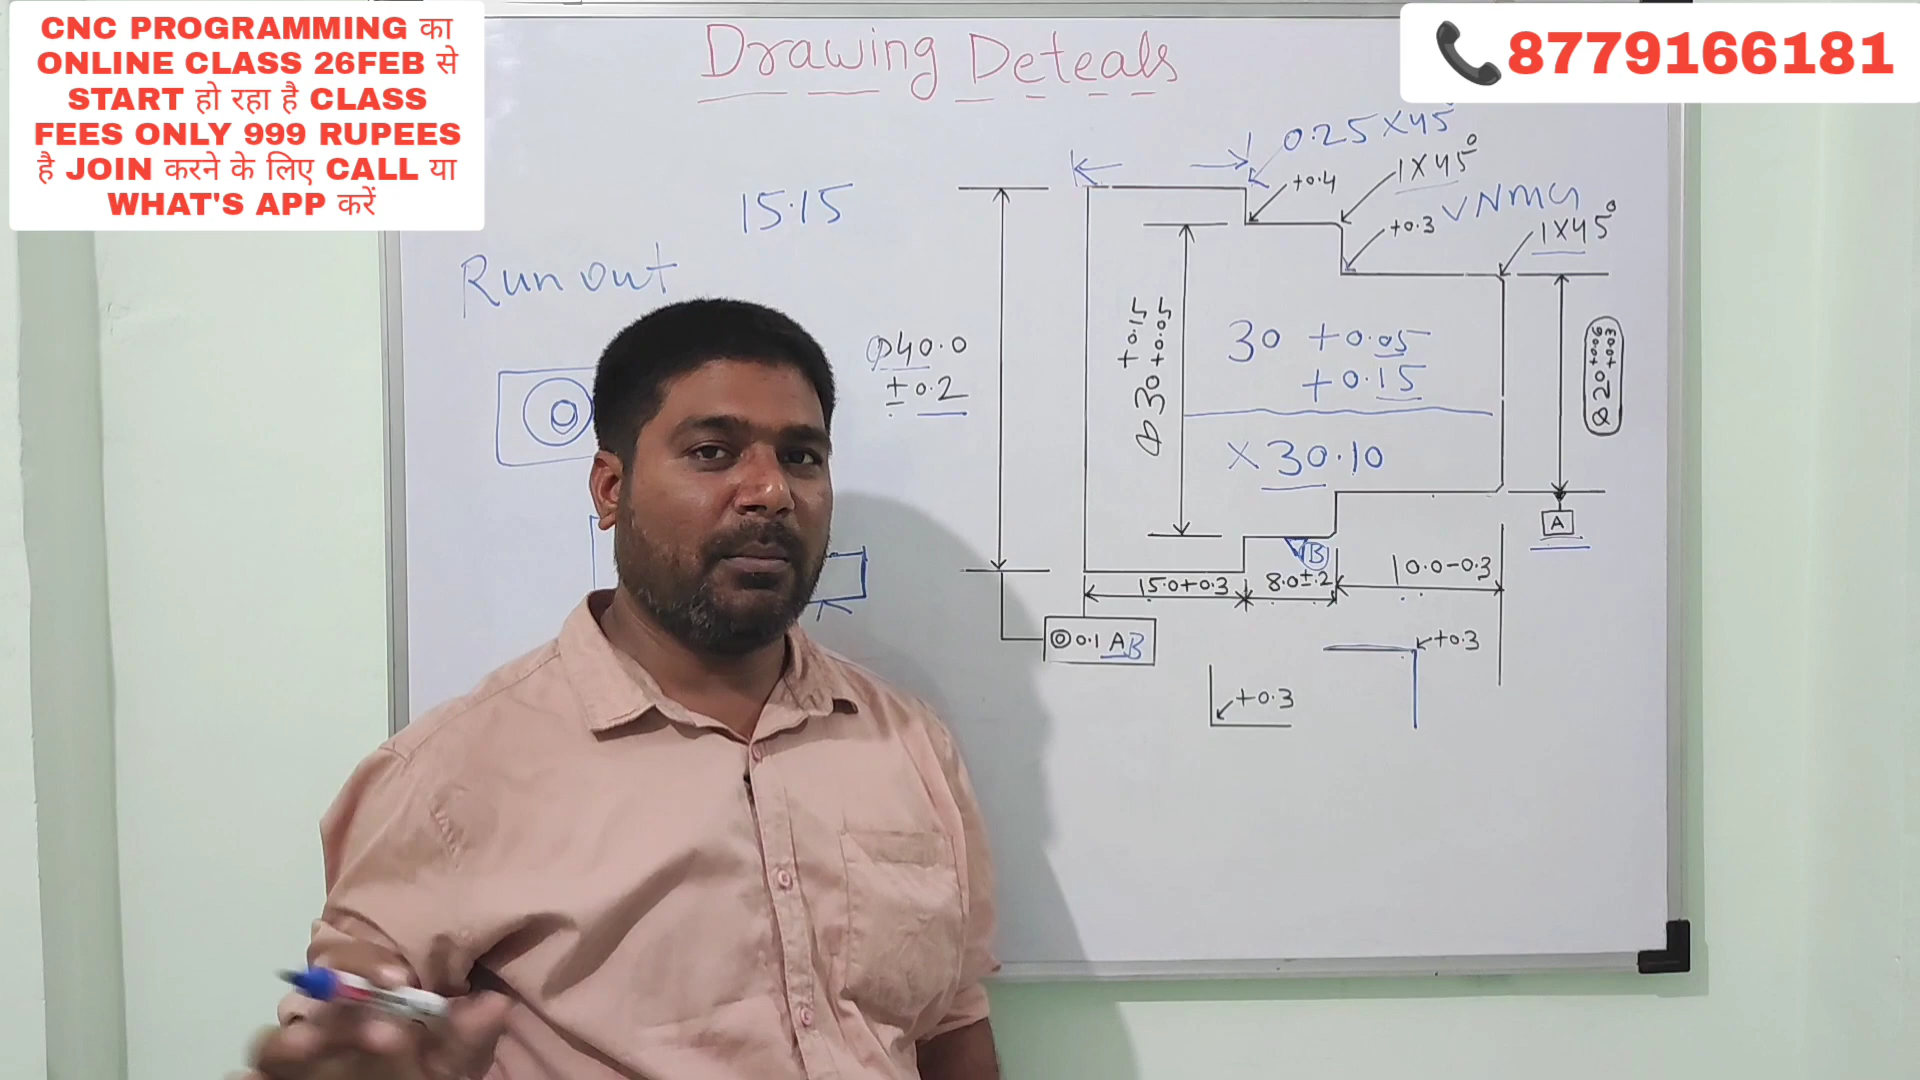 CNC PROGRAMMING का
ONLINE CLASS 26FEB से
START हो रहा है CLASS
FEES ONLY 999 RUPEES
है JOIN करने के लिए CALL या
WHAT'S APP करें
📞8779166181
Drawing Deteals
0.25X45°
1X45°
+0.4
15.15
VNMG
+0.3
1X45°
Run out
Φ40.0
±0.2
Φ30 +0.15 +0.05
30 +0.05
+0.15
X 30.10
Φ20 +0.06 +0.03
A
B
15.0+0.3
8.0±.2
10.0-0.3
◎ 0.1 AB
+0.3
+0.3